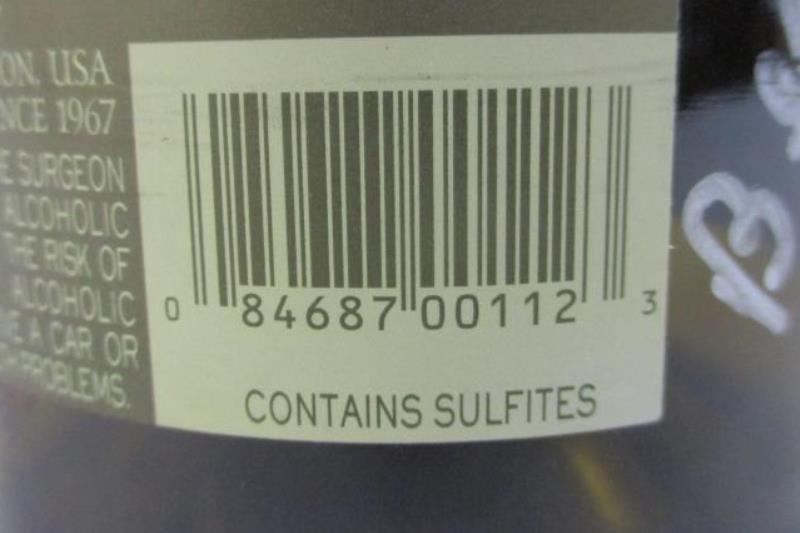 ON, USA
NCE 1967
E SURGEON
ALCOHOLIC
THE RISK OF
ALCOHOLIC
A CAR OR
PROBLEMS.
0 84687 00112 3
CONTAINS SULFITES